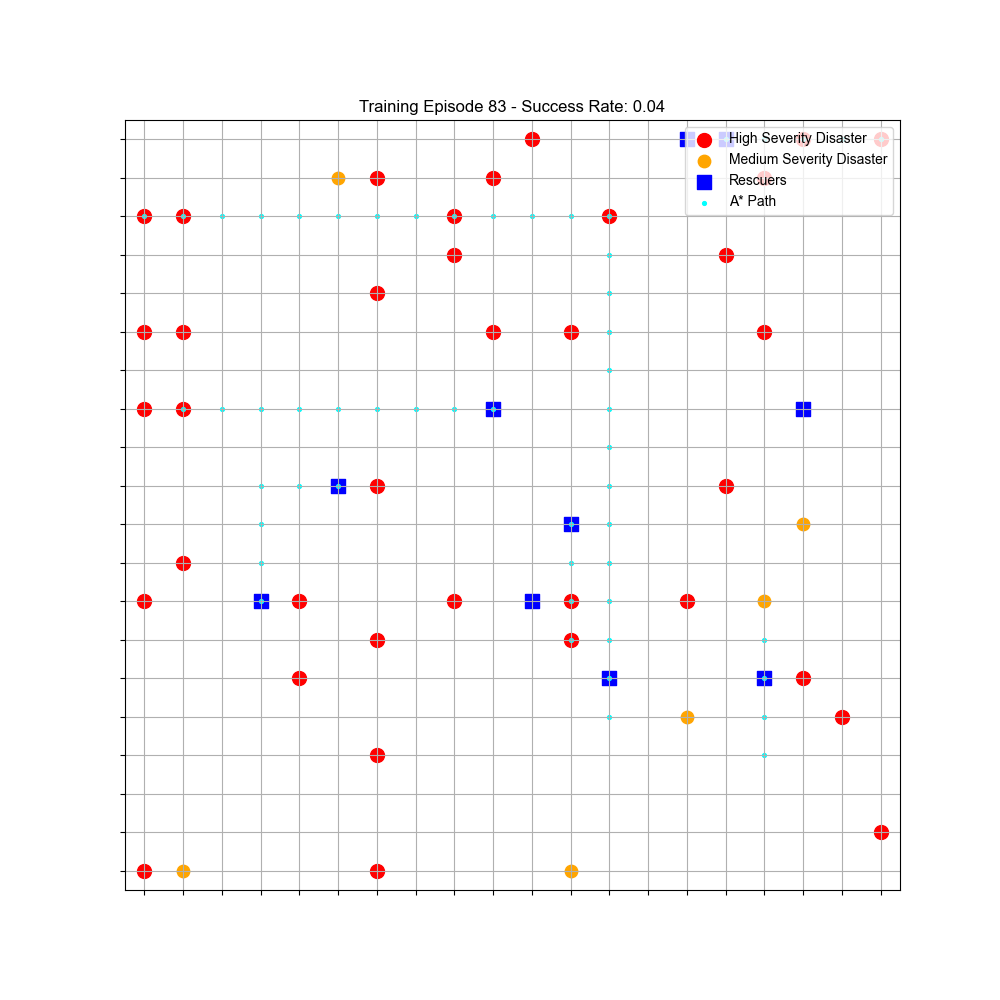 Training Episode 83 - Success Rate: 0.04
High Severity Disaster
Medium Severity Disaster
Rescuers
A* Path